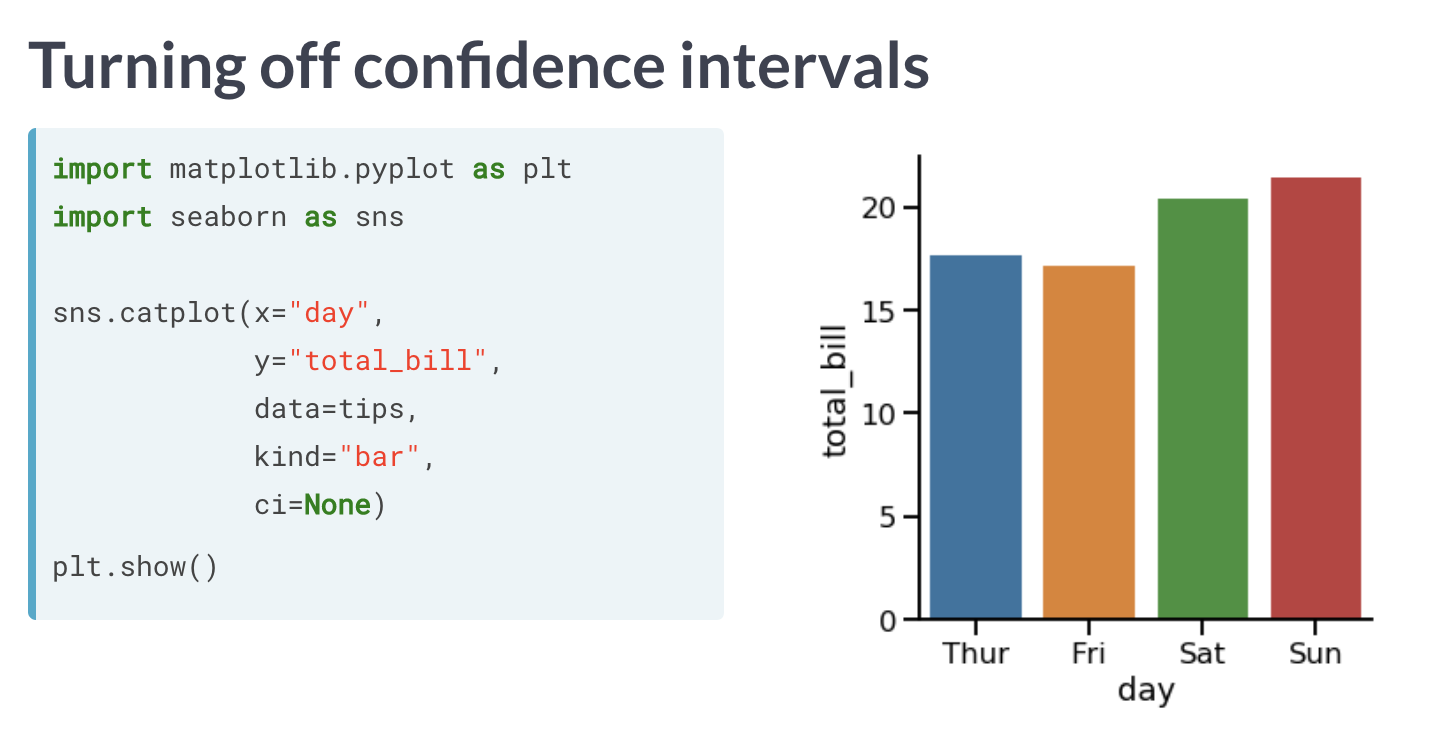 Turning off confidence intervals
import matplotlib.pyplot as plt
import seaborn as sns
sns.catplot(x="day",
            y="total_bill",
            data=tips,
            kind="bar",
            ci=None)
plt.show()
total_bill
20
15
10
5
0
Thur Fri Sat Sun
day